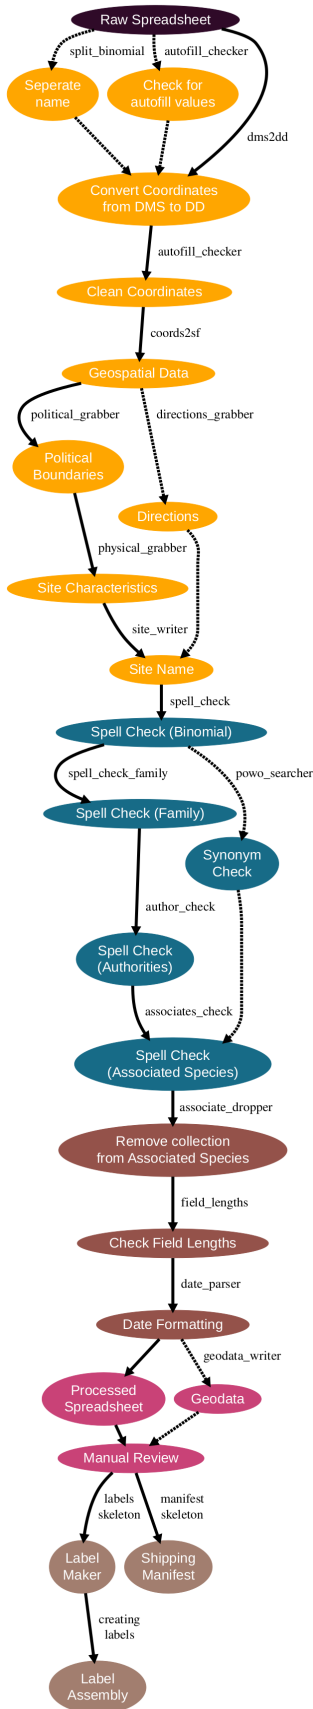 Raw Spreadsheet
split_binomial
autofill_checker
Seperate
name
Check for
autofill values
dms2dd
Convert Coordinates
from DMS to DD
autofill_checker
Clean Coordinates
coords2sf
Geospatial Data
political_grabber
directions_grabber
Political
Boundaries
Directions
physical_grabber
Site Characteristics
site_writer
Site Name
spell_check
Spell Check (Binomial)
spell_check_family
powo_searcher
Spell Check (Family)
Synonym
Check
author_check
Spell Check
(Authorities)
associates_check
Spell Check
(Associated Species)
associate_dropper
Remove collection
from Associated Species
field_lengths
Check Field Lengths
date_parser
Date Formatting
geodata_writer
Processed
Spreadsheet
Geodata
Manual Review
labels
skeleton
manifest
skeleton
Label
Maker
Shipping
Manifest
creating
labels
Label
Assembly